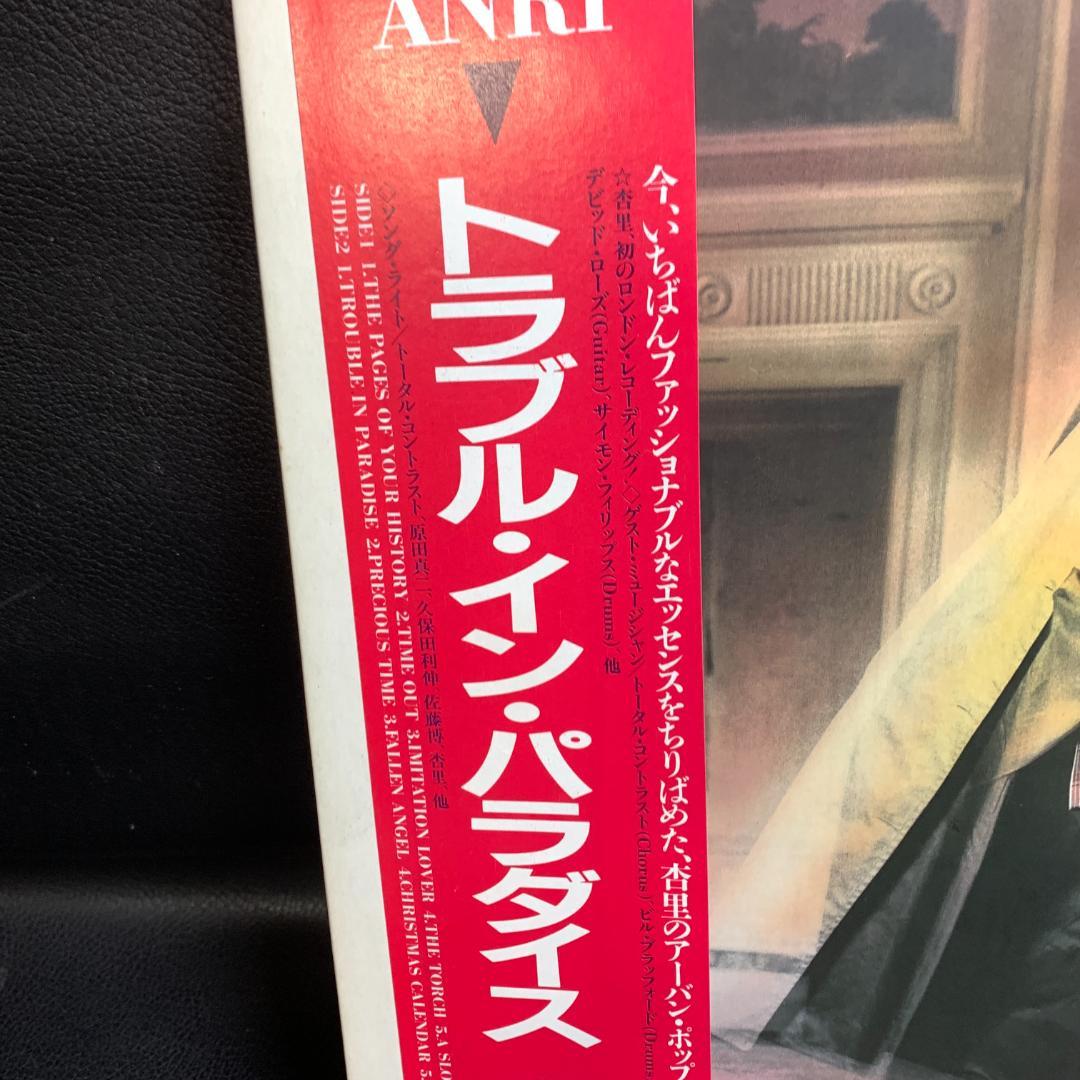 ANRI
今、いちばんファッショナブルなエッセンスをちりばめた、杏里のアーバン・ポップ
☆杏里、初のロンドン・レコーディング!◇ゲスト・ミュージシャン/トータル・コントラスト(Chorus)、ビル・ブラッフォード(Drums
デビッド・ローズ(Guitar)、サイモン・フィリップス(Drums)、他
トラブル・イン・パラダイス
◇ソング・ライト/トータル・コントラスト、原田真二、久保田利伸、佐藤博、杏里、他
SIDE1 1.THE PAGES OF YOUR HISTORY 2.TIME OUT 3.IMITATION LOVER 4.THE TORCH 5.A SLO
SIDE2 1.TROUBLE IN PARADISE 2.PRECIOUS TIME 3.FALLEN ANGEL 4.CHRISTMAS CALENDAR 5.